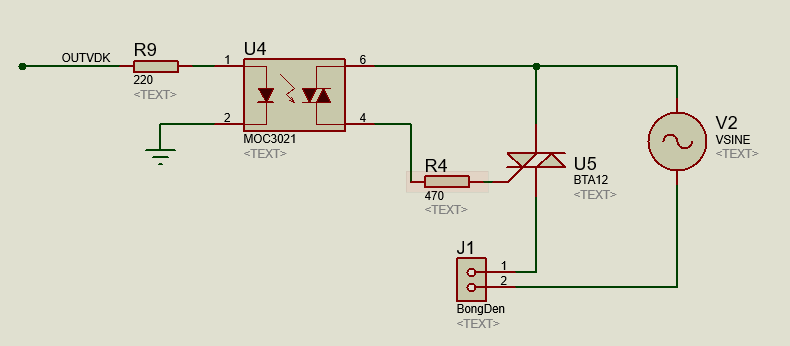 OUTVDK
R9
220
<TEXT>
U4
1
6
2
4
MOC3021
<TEXT>
R4
470
<TEXT>
U5
BTA12
<TEXT>
V2
VSINE
<TEXT>
J1
1
2
BongDen
<TEXT>